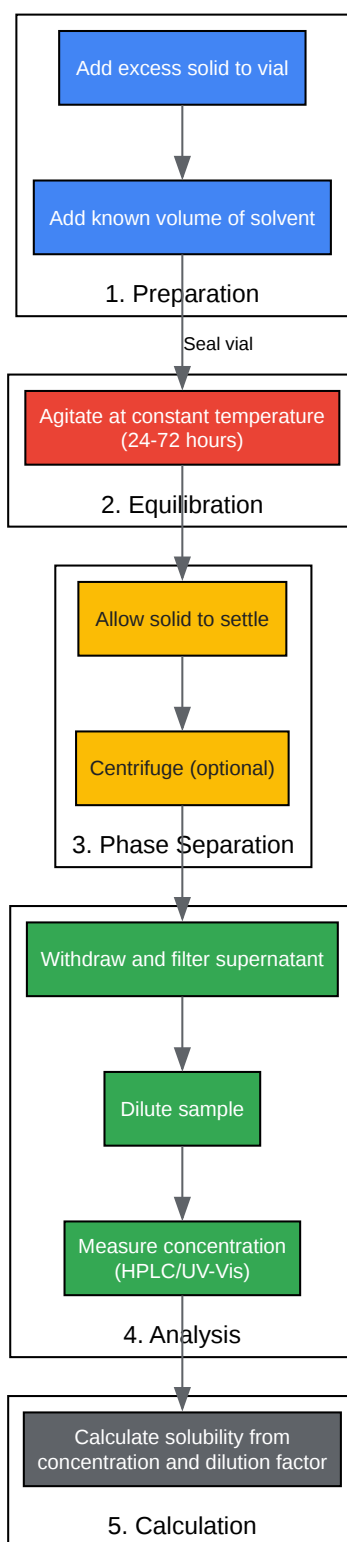 Add excess solid to vial
Add known volume of solvent
1. Preparation
Seal vial
Agitate at constant temperature
(24-72 hours)
2. Equilibration
Allow solid to settle
Centrifuge (optional)
3. Phase Separation
Withdraw and filter supernatant
Dilute sample
Measure concentration
(HPLC/UV-Vis)
4. Analysis
Calculate solubility from
concentration and dilution factor
5. Calculation